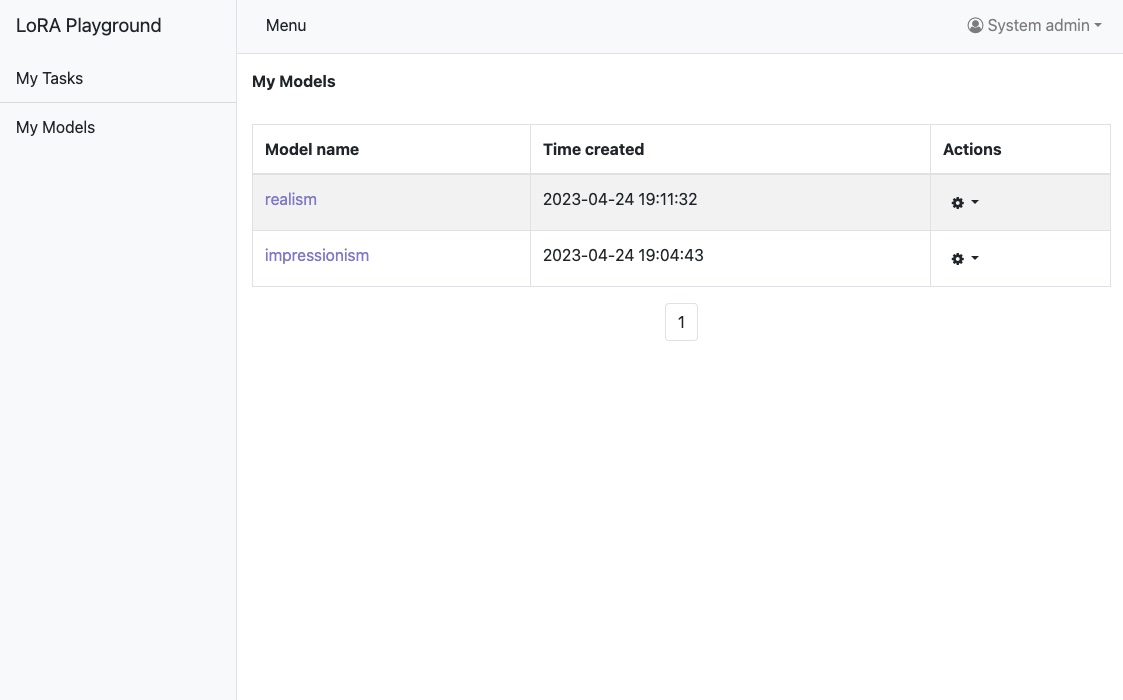 LoRA Playground
Menu
System admin
My Tasks
My Models
My Models
Model name Time created Actions
realism 2023-04-24 19:11:32
impressionism 2023-04-24 19:04:43
1